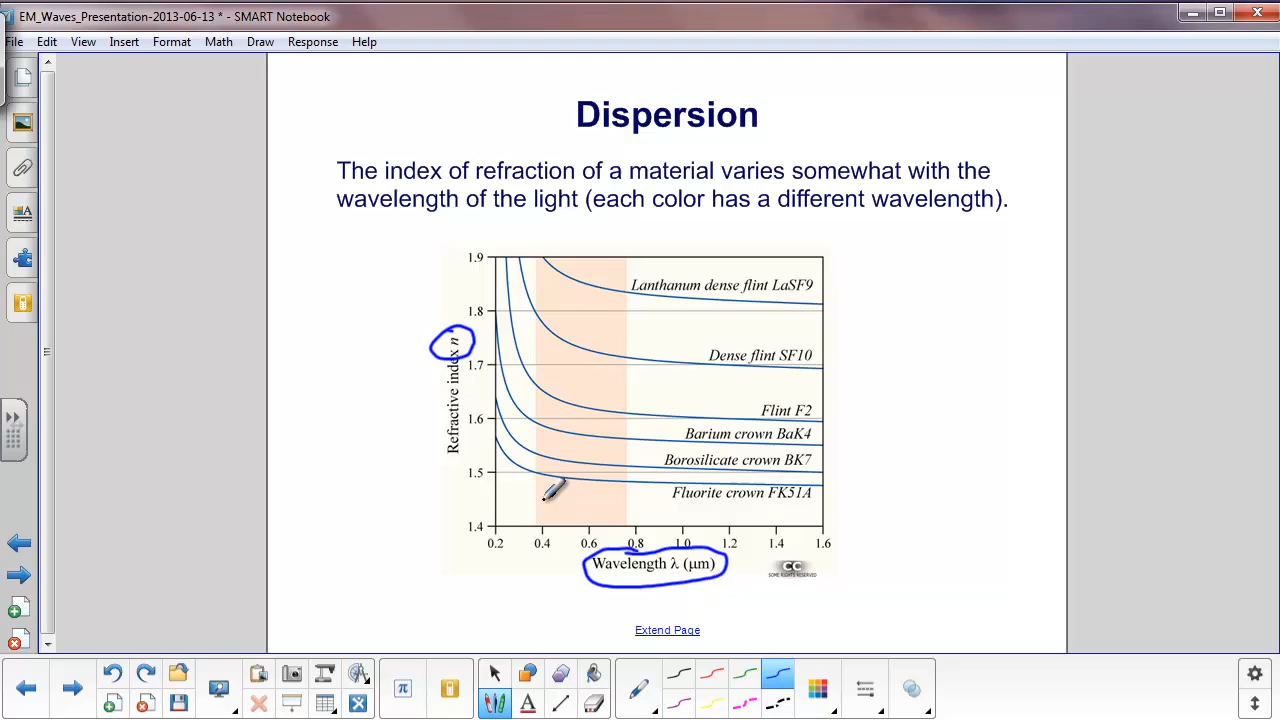 EM_Waves_Presentation-2013-06-13 * - SMART Notebook
File Edit View Insert Format Math Draw Response Help
Dispersion
The index of refraction of a material varies somewhat with the
wavelength of the light (each color has a different wavelength).
Refractive index n
1.9
1.8
1.7
1.6
1.5
1.4
Lanthanum dense flint LaSF9
Dense flint SF10
Flint F2
Barium crown BaK4
Borosilicate crown BK7
Fluorite crown FK51A
0.2 0.4 0.6 0.8 1.0 1.2 1.4 1.6
Wavelength λ (μm)
CC
SOME RIGHTS RESERVED
Extend Page